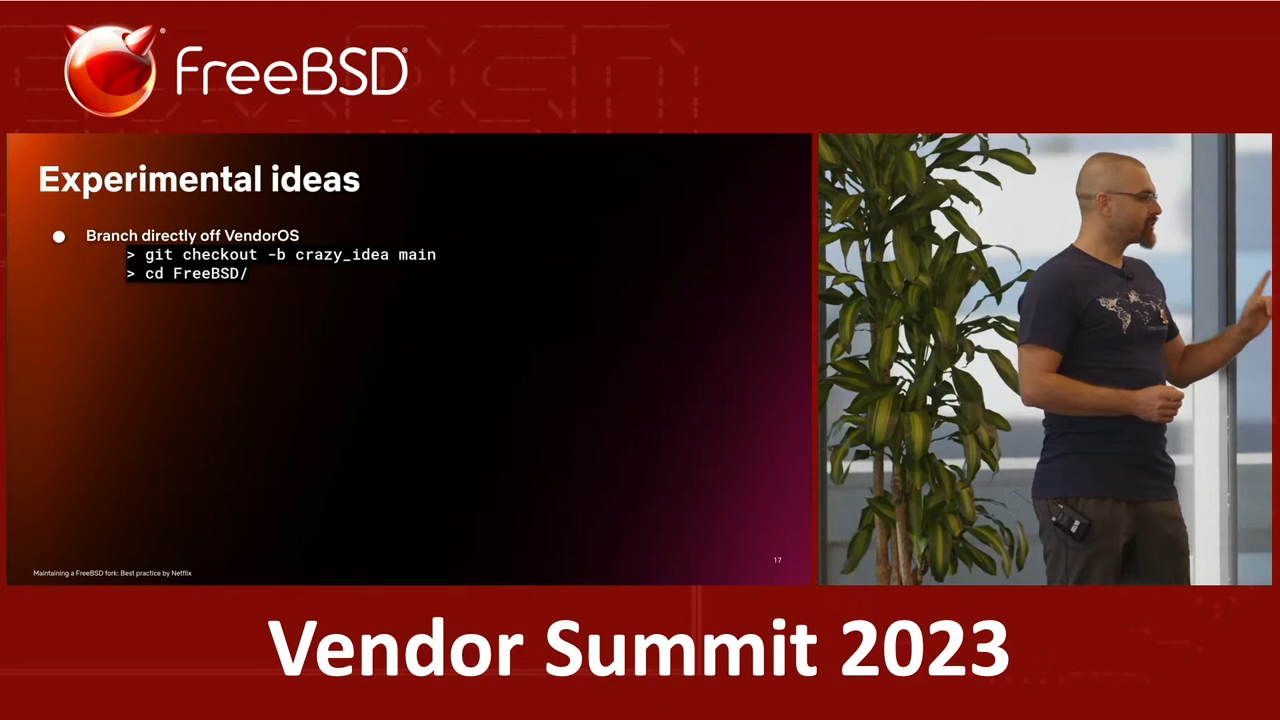 FreeBSD®
Experimental ideas
Branch directly off VendorOS
> git checkout -b crazy_idea main
> cd FreeBSD/
17
Maintaining a FreeBSD fork: Best practice by Netflix
Vendor Summit 2023